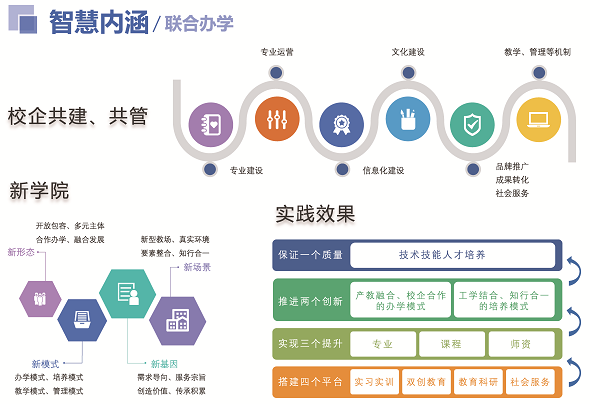 智慧内涵/联合办学
专业运营
文化建设
教学、管理等机制
校企共建、共管
专业建设
信息化建设
品牌推广
成果转化
社会服务
新学院
开放包容、多元主体
合作办学、融合发展
新形态
新型教场、真实环境
要素整合、知行合一
新场景
新模式
办学模式、培养模式
教学模式、管理模式
新基因
需求导向、服务宗旨
创造价值、传承积累
实践效果
保证一个质量
技术技能人才培养
推进两个创新
产教融合、校企合作
的办学模式
工学结合、知行合一
的培养模式
实现三个提升
专业
课程
师资
搭建四个平台
实习实训
双创教育
教育科研
社会服务